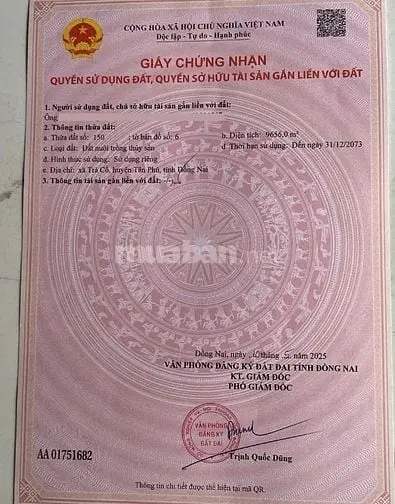 CỘNG HÒA XÃ HỘI CHỦ NGHĨA VIỆT NAM
Độc lập - Tự do - Hạnh phúc
GIẤY CHỨNG NHẬN
QUYỀN SỬ DỤNG ĐẤT, QUYỀN SỞ HỮU TÀI SẢN GẮN LIỀN VỚI ĐẤT
1. Người sử dụng đất, chủ sở hữu tài sản gắn liền với đất:
Ông
2. Thông tin thửa đất:
a. Thửa đất số: 150 tờ bản đồ số: 6 b. Diện tích: 9656,0 m²
c. Loại đất: Đất nuôi trồng thủy sản d. Thời hạn sử dụng: Đến ngày 31/12/2073
đ. Hình thức sử dụng: Sử dụng riêng
e. Địa chỉ: xã Trà Cổ, huyện Tân Phú, tỉnh Đồng Nai
3. Thông tin tài sản gắn liền với đất: -/-
muaban.net
Đồng Nai, ngày tháng năm 2025
VĂN PHÒNG ĐĂNG KÝ ĐẤT ĐAI TỈNH ĐỒNG NAI
KT. GIÁM ĐỐC
PHÓ GIÁM ĐỐC
VĂN PHÒNG
ĐĂNG KÝ
ĐẤT ĐAI
AA 01751682
Trịnh Quốc Dũng
Thông tin chi tiết được thể hiện tại mã QR.